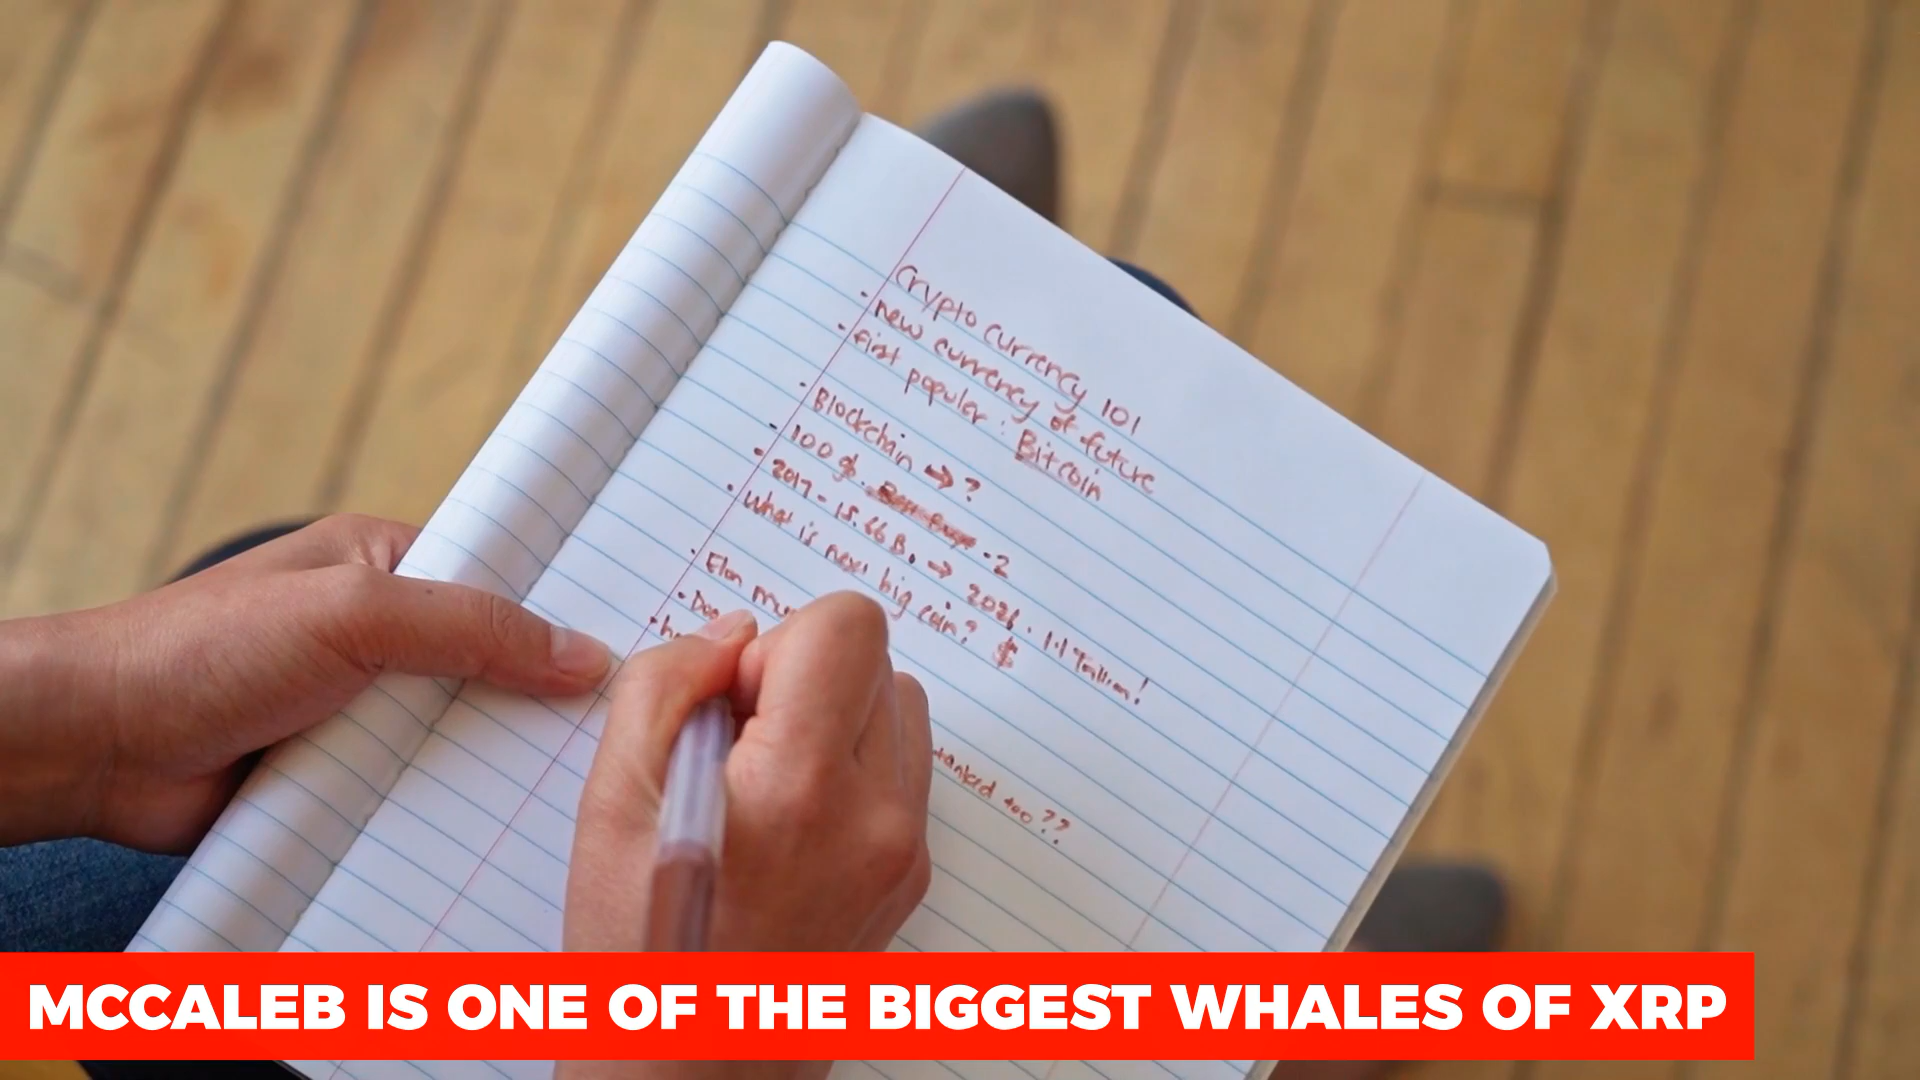 Crypto currency 101
- new currency of future
- first popular : Bitcoin
- Blockchain → ?
- 100 $. - 2
- 2017 - 15.66 B. → 2021. 1.1 Trillion!
- What is next big coin? $
- Elon
- Do
tanked too??
MCCALEB IS ONE OF THE BIGGEST WHALES OF XRP